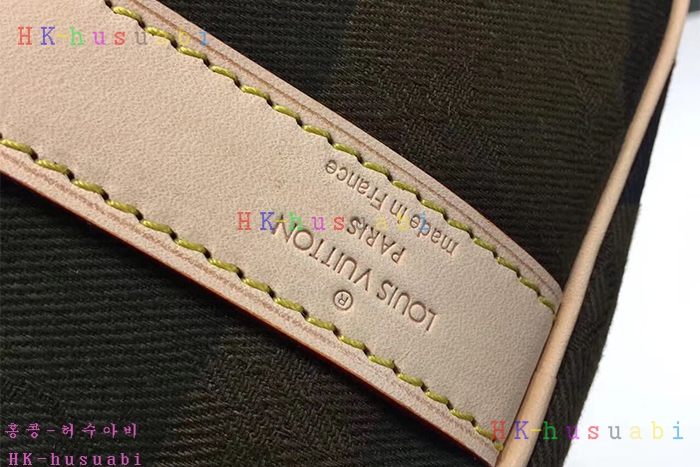 HK-husuabi
made in France
HK-husuabi
PARIS
LOUIS VUITTON
®
HK-husuabi
홍콩-허수아비
HK-husuabi